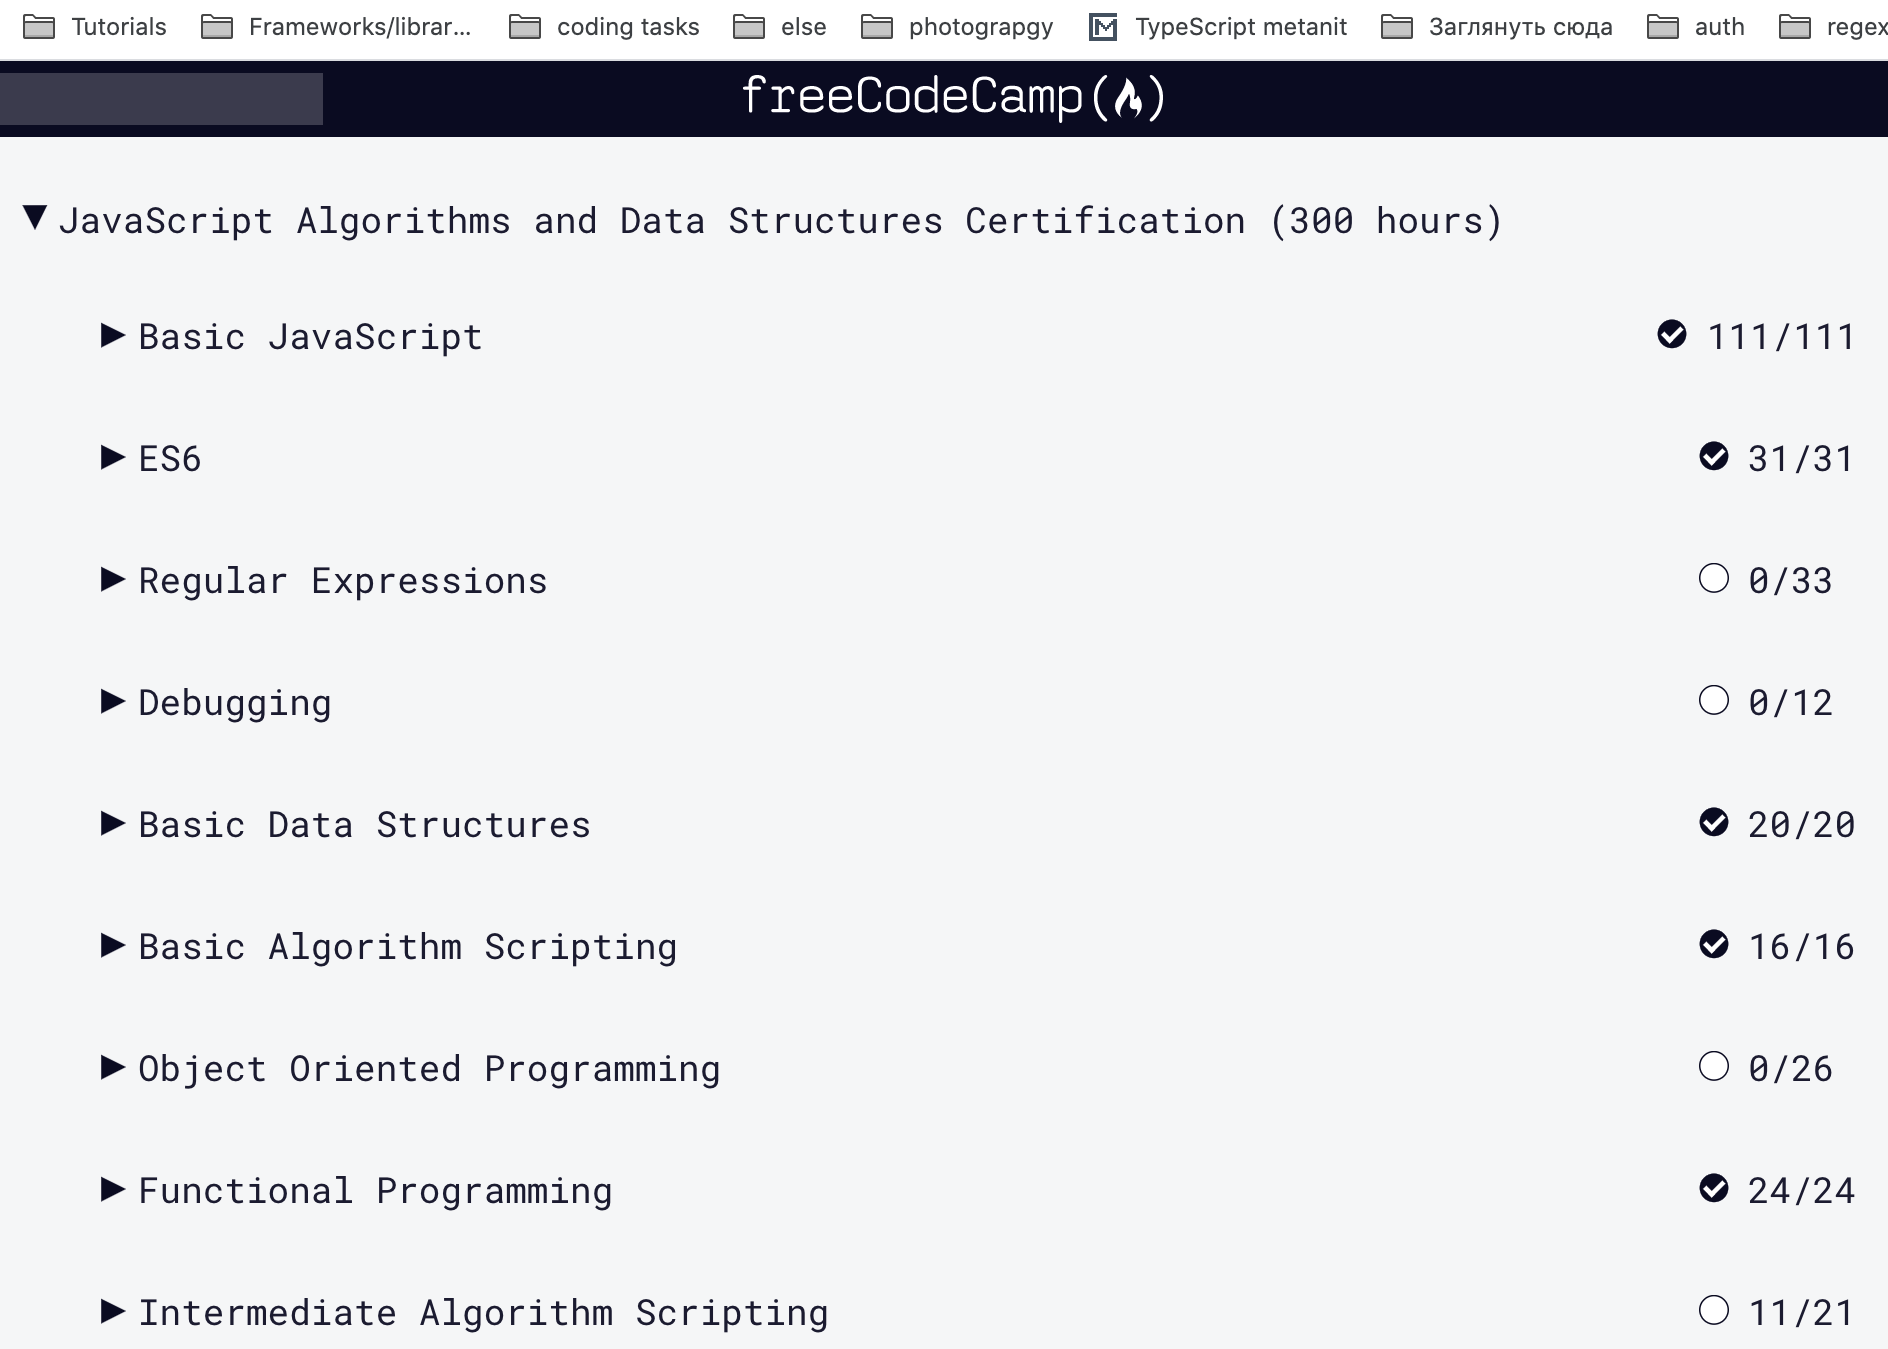 Tutorials Frameworks/librar... coding tasks else photograpgy TypeScript metanit Заглянуть сюда auth regex
freeCodeCamp
JavaScript Algorithms and Data Structures Certification (300 hours)
Basic JavaScript 111/111
ES6 31/31
Regular Expressions 0/33
Debugging 0/12
Basic Data Structures 20/20
Basic Algorithm Scripting 16/16
Object Oriented Programming 0/26
Functional Programming 24/24
Intermediate Algorithm Scripting 11/21